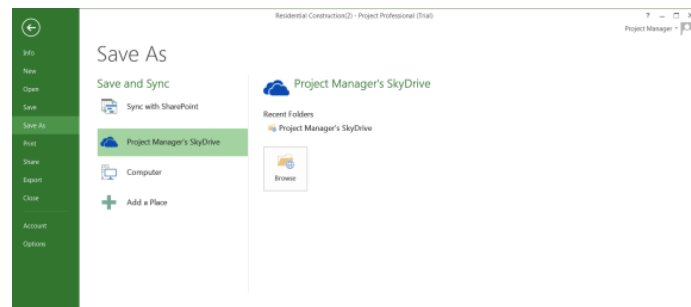 Residential Construction(2) - Project Professional (Trial)
?
Project Manager
Info
New
Open
Save
Save As
Print
Share
Export
Close
Account
Options
Save As
Save and Sync
Sync with SharePoint
Project Manager's SkyDrive
Computer
Add a Place
Project Manager's SkyDrive
Recent Folders
Project Manager's SkyDrive
Browse